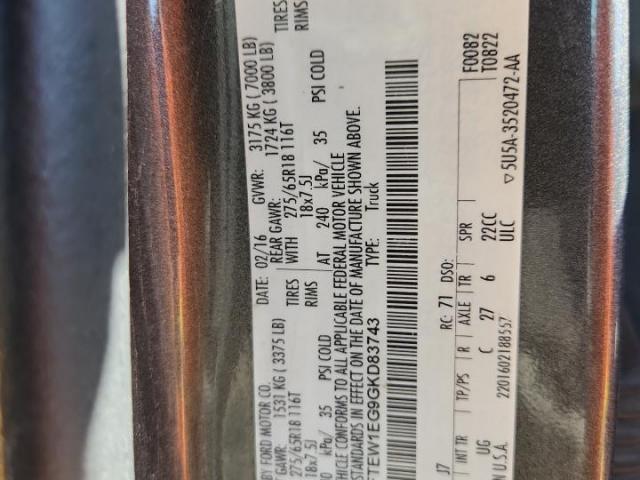 BY FORD MOTOR CO.
DATE: 02/16 GVWR: 3175 KG ( 7000 LB)
GAWR: 1531 KG ( 3375 LB) REAR GAWR: 1724 KG ( 3800 LB)
275/65R18 116T TIRES WITH 275/65R18 116T TIRES
18x7.5J RIMS 18x7.5J RIMS
kPa/ 35 PSI COLD AT 240 kPa/ 35 PSI COLD
VEHICLE CONFORMS TO ALL APPLICABLE FEDERAL MOTOR VEHICLE
STANDARDS IN EFFECT ON THE DATE OF MANUFACTURE SHOWN ABOVE.
FTEW1EG9GKD83743 TYPE: Truck
F0082
T0822
J7 RC: 71 DSO:
INT TR TP/PS R AXLE TR SPR
UG C 27 6 22CC
ULC
N U.S.A. 2201602188557 ▽5U5A-3520472-AA